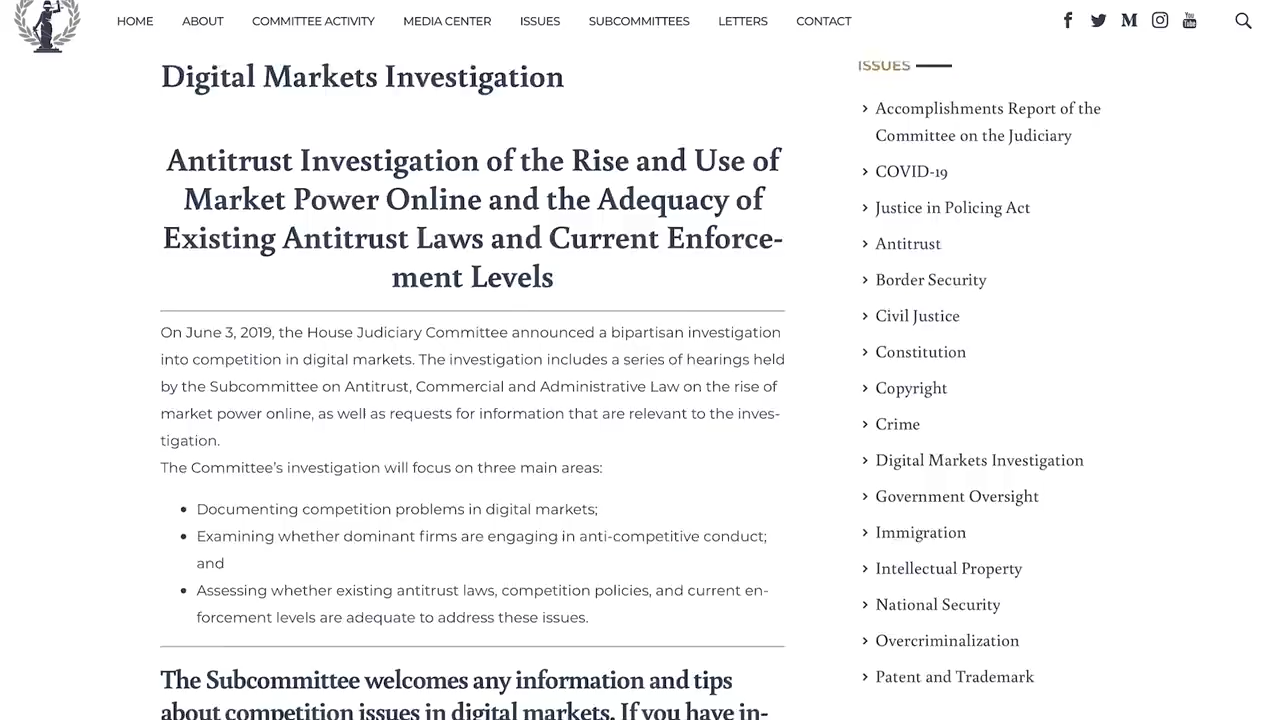 HOME ABOUT COMMITTEE ACTIVITY MEDIA CENTER ISSUES SUBCOMMITTEES LETTERS CONTACT
Digital Markets Investigation
Antitrust Investigation of the Rise and Use of
Market Power Online and the Adequacy of
Existing Antitrust Laws and Current Enforce-
ment Levels
On June 3, 2019, the House Judiciary Committee announced a bipartisan investigation
into competition in digital markets. The investigation includes a series of hearings held
by the Subcommittee on Antitrust, Commercial and Administrative Law on the rise of
market power online, as well as requests for information that are relevant to the inves-
tigation.
The Committee's investigation will focus on three main areas:
• Documenting competition problems in digital markets;
• Examining whether dominant firms are engaging in anti-competitive conduct;
and
• Assessing whether existing antitrust laws, competition policies, and current en-
forcement levels are adequate to address these issues.
The Subcommittee welcomes any information and tips
about competition issues in digital markets. If you have in-
ISSUES
Accomplishments Report of the
Committee on the Judiciary
COVID-19
Justice in Policing Act
Antitrust
Border Security
Civil Justice
Constitution
Copyright
Crime
Digital Markets Investigation
Government Oversight
Immigration
Intellectual Property
National Security
Overcriminalization
Patent and Trademark